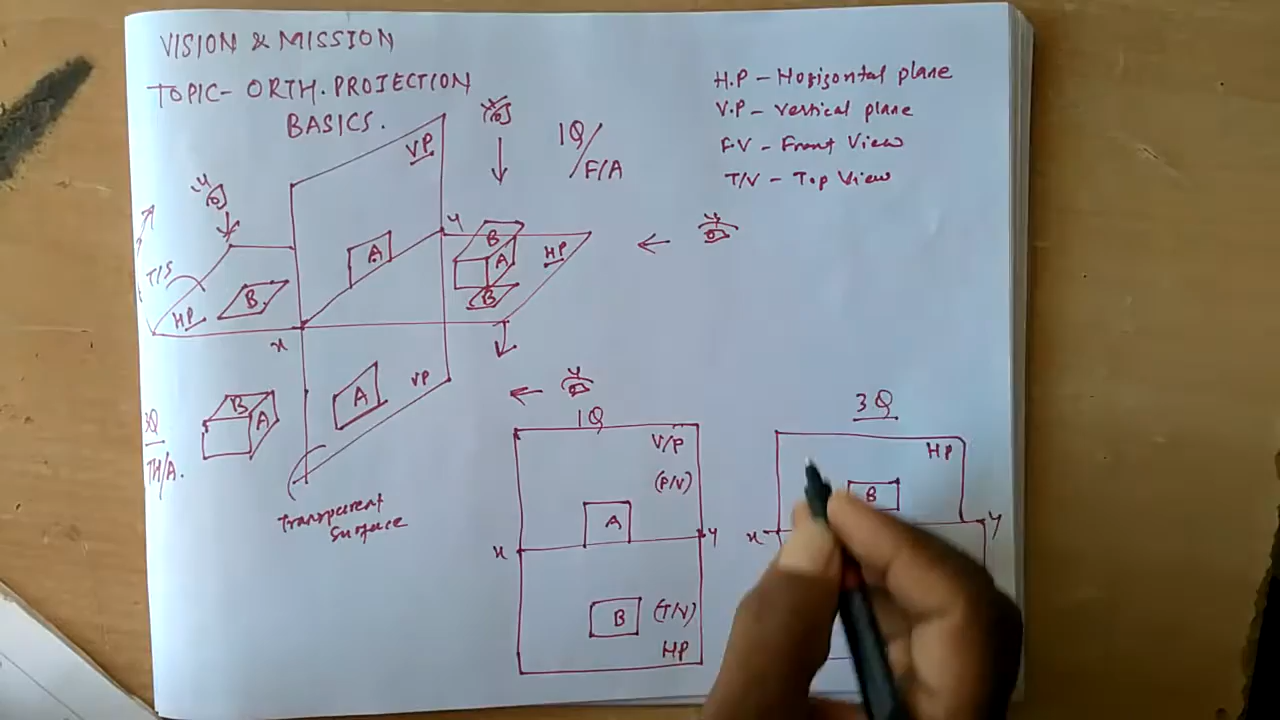 VISION & MISSION
TOPIC- ORTH. PROJECTION
BASICS.
H.P - Horizontal plane
V.P - vertical plane
F.V - Front View
T/V - Top View
1Q/
F/A
VP
Y
B
A
B
HP
A
T/S
B
HP
X
VP
A
B
A
3Q
TH/A.
Transparent
Surface
1Q
V/P
(F/V)
A
X
Y
B
(T/V)
HP
3Q
HP
B
X
Y